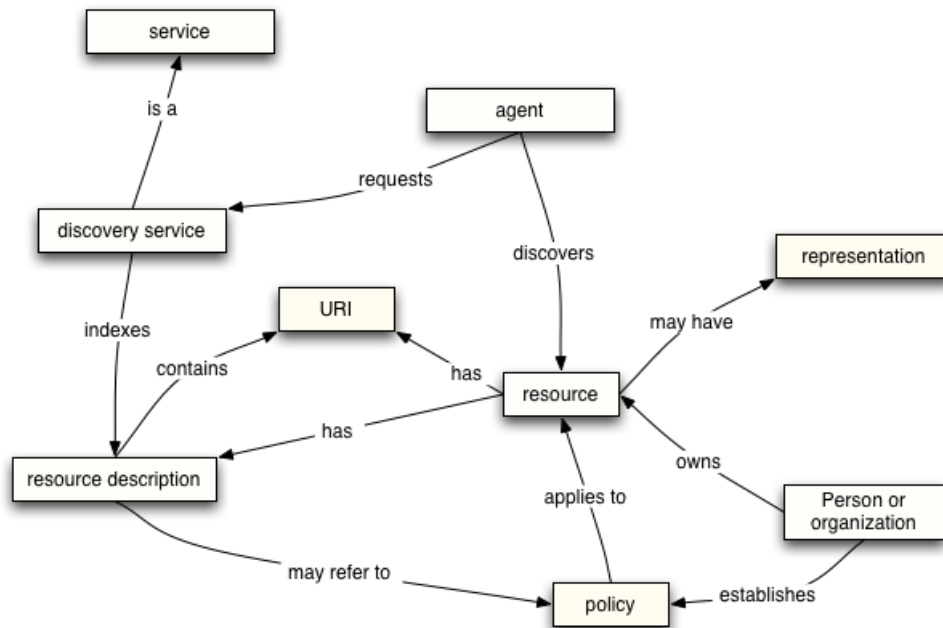 service
is a
agent
requests
discovery service
discovers
representation
URI
indexes
may have
contains
has
resource
has
owns
resource description
applies to
Person or
organization
may refer to
policy
establishes